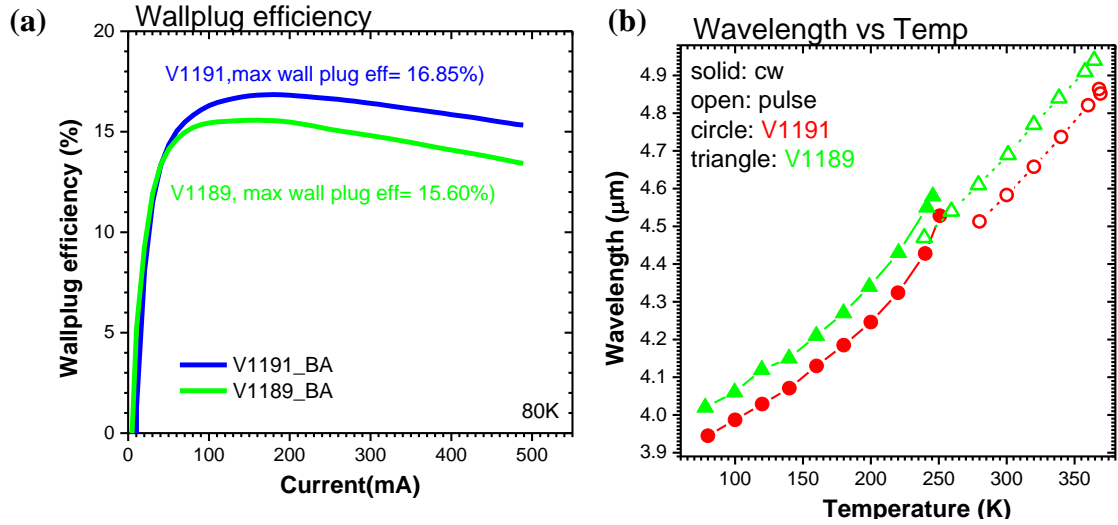 (a)
Wallplug efficiency
20
15
10
5
0
Wallplug efficiency (%)
V1191,max wall plug eff= 16.85%)
V1189, max wall plug eff= 15.60%)
V1191_BA
V1189_BA
80K
0 100 200 300 400 500
Current(mA)
(b)
Wavelength vs Temp
4.9
4.8
4.7
4.6
4.5
4.4
4.3
4.2
4.1
4.0
3.9
Wavelength (μm)
solid: cw
open: pulse
circle: V1191
triangle: V1189
100 150 200 250 300 350
Temperature (K)